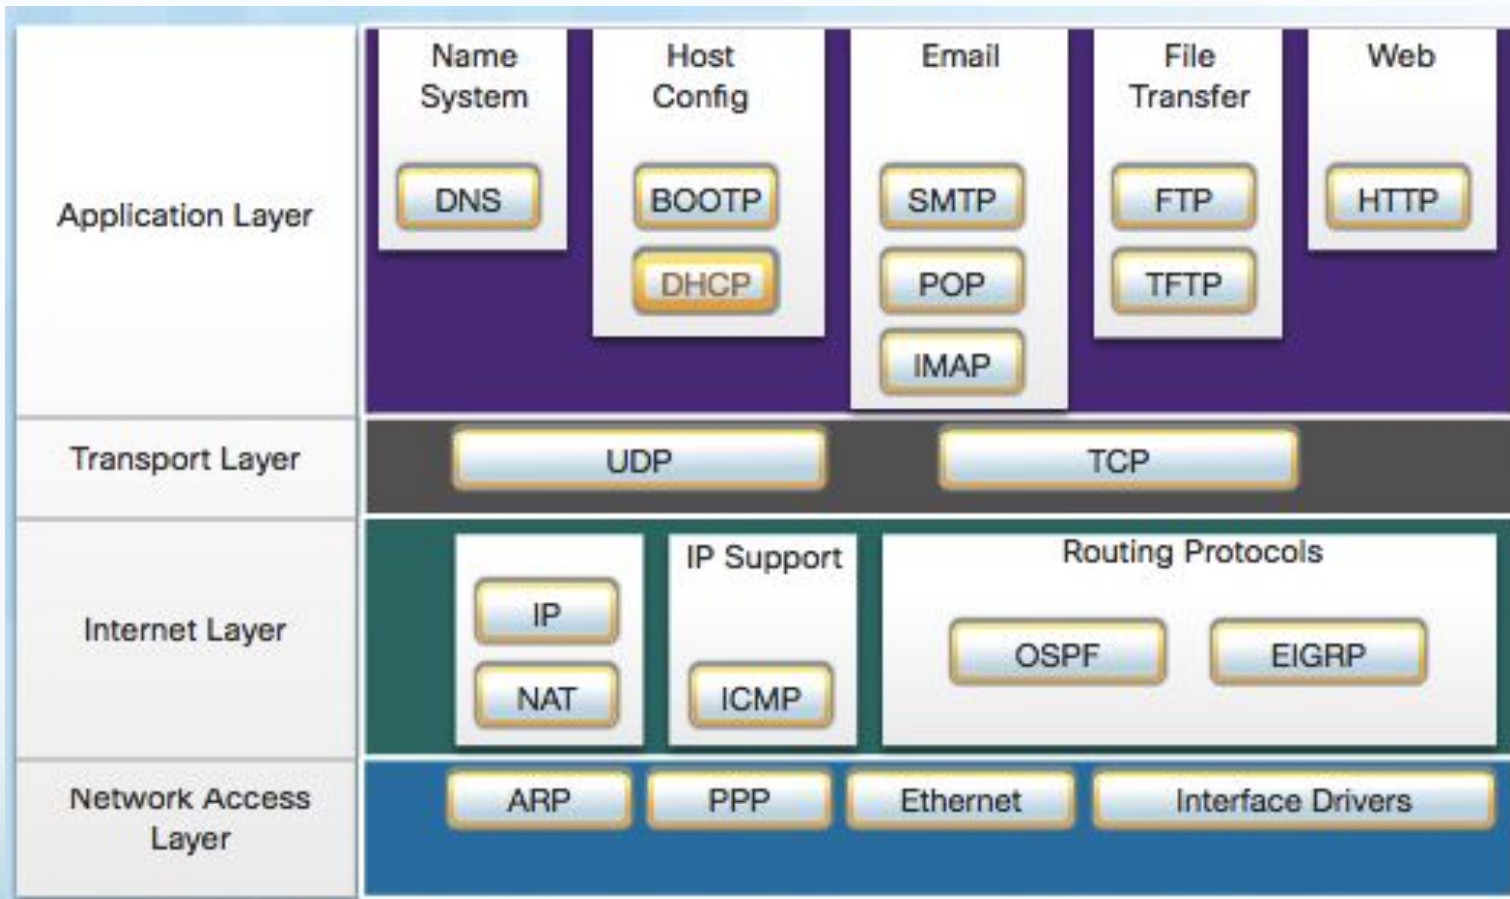 Application Layer
Name
System
DNS
Host
Config
BOOTP
DHCP
Email
SMTP
POP
IMAP
File
Transfer
FTP
TFTP
Web
HTTP
Transport Layer
UDP
TCP
Internet Layer
IP
NAT
IP Support
ICMP
Routing Protocols
OSPF
EIGRP
Network Access
Layer
ARP
PPP
Ethernet
Interface Drivers